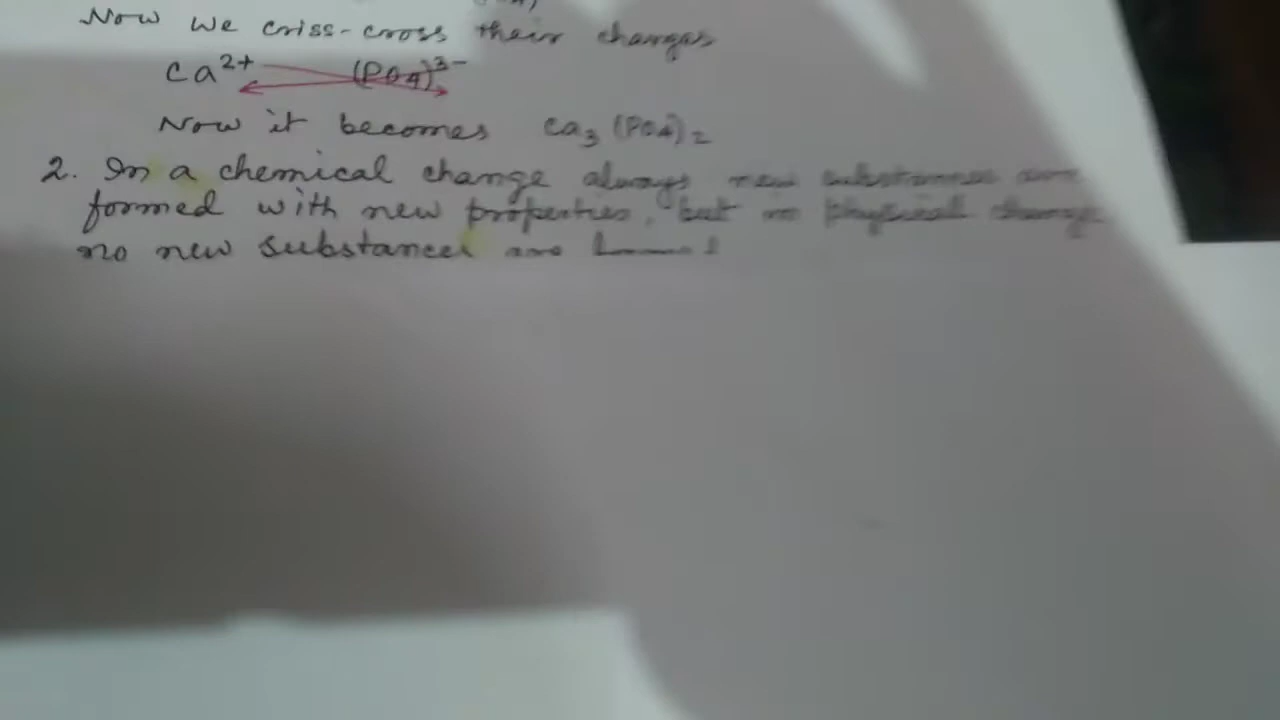 Now we criss-cross their charges
Ca²⁺ (PO₄)³⁻
Now it becomes Ca₃ (PO₄)₂
2. In a chemical change always new substances are
formed with new properties, but in physical change
no new substances are